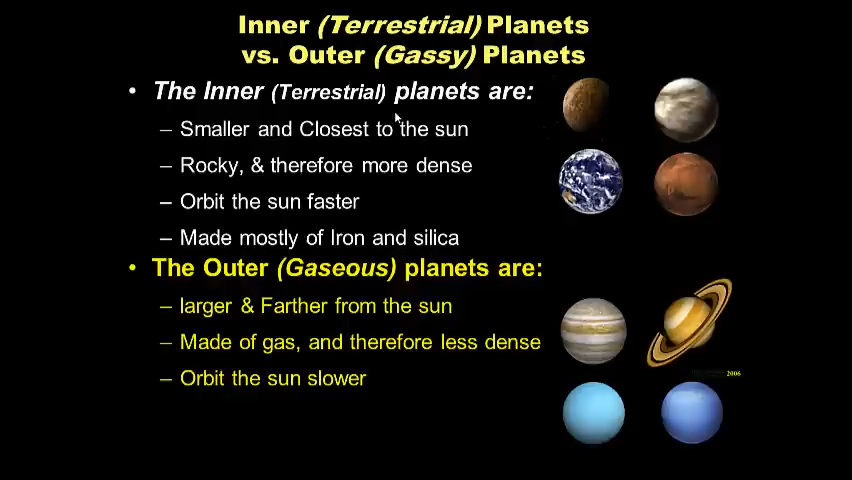 Inner (Terrestrial) Planets
vs. Outer (Gassy) Planets
• The Inner (Terrestrial) planets are:
– Smaller and Closest to the sun
– Rocky, & therefore more dense
– Orbit the sun faster
– Made mostly of Iron and silica
• The Outer (Gaseous) planets are:
– larger & Farther from the sun
– Made of gas, and therefore less dense
– Orbit the sun slower
2006